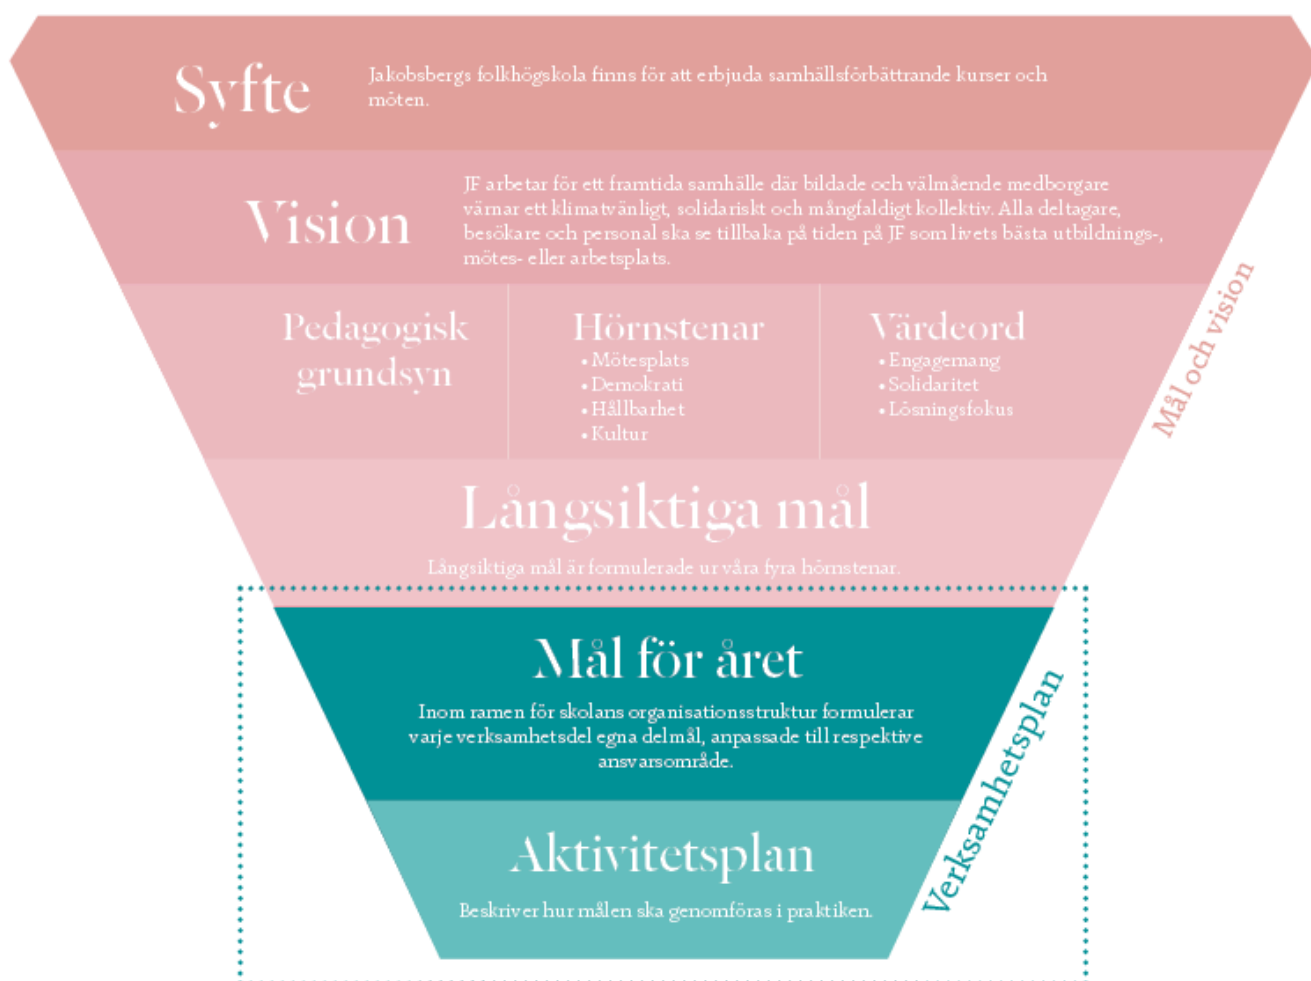 Syfte
Jakobsbergs folkhögskola finns för att erbjuda samhällsförbättrande kurser och
möten.
Vision
JF arbetar för ett framtida samhälle där bildade och välmående medborgare
värnar ett klimatvänligt, solidariskt och mångfaldigt kollektiv. Alla deltagare,
besökare och personal ska se tillbaka på tiden på JF som livets bästa utbildnings-,
mötes- eller arbetsplats.
Pedagogisk
grundsyn
Hörnstenar
• Mötesplats
• Demokrati
• Hållbarhet
• Kultur
Värdeord
• Engagemang
• Solidaritet
• Lösningsfokus
Mål och vision
Långsiktiga mål
Långsiktiga mål är formulerade ur våra fyra hörnstenar.
Mål för året
Inom ramen för skolans organisationsstruktur formulerar
varje verksamhetsdel egna delmål, anpassade till respektive
ansvarsområde.
Verksamhetsplan
Aktivitetsplan
Beskriver hur målen ska genomföras i praktiken.